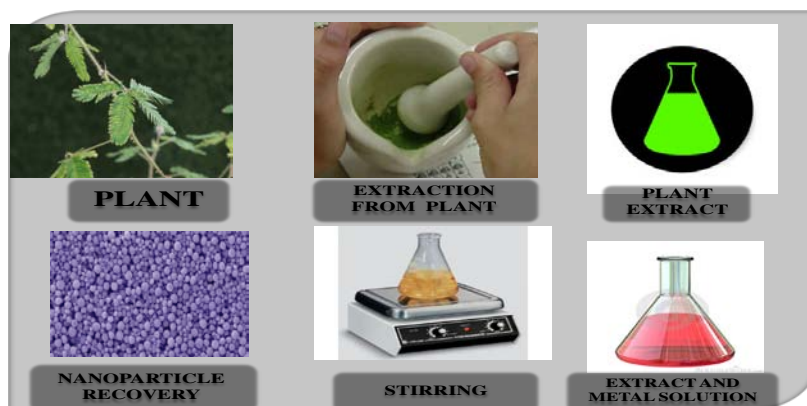 PLANT
EXTRACTION
FROM PLANT
PLANT
EXTRACT
NANOPARTICLE
RECOVERY
STIRRING
EXTRACT AND
METAL SOLUTION